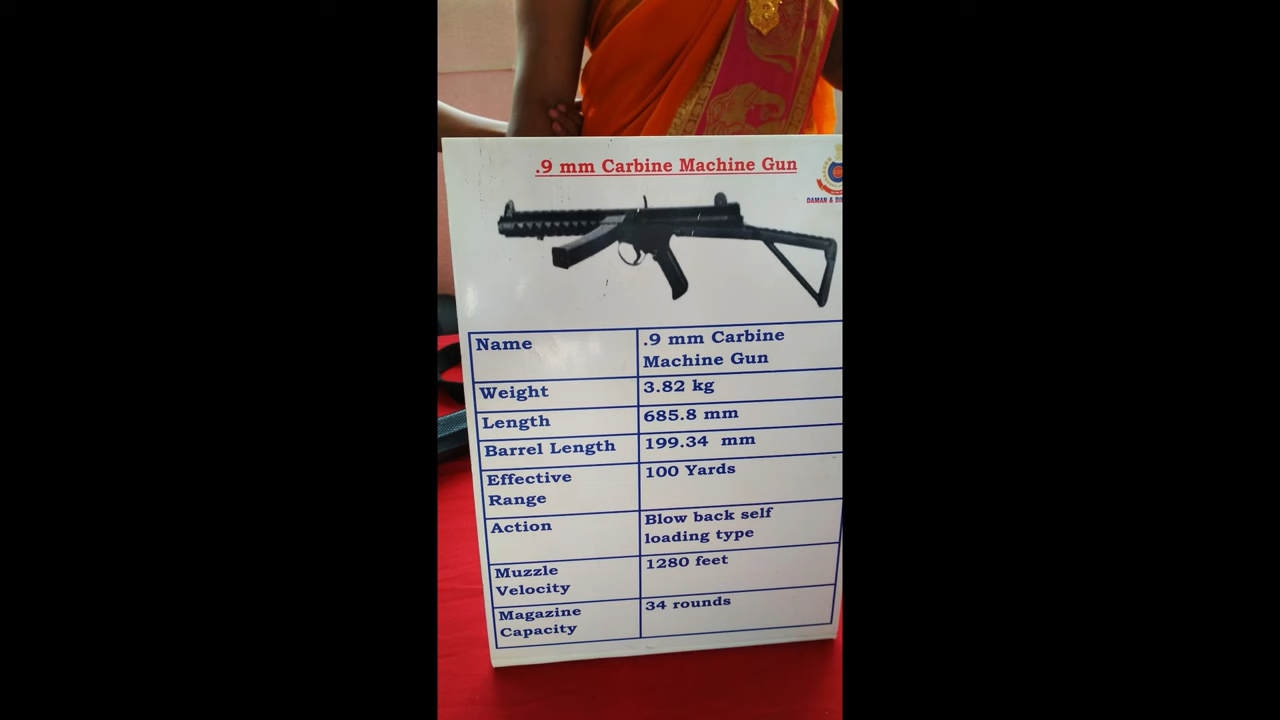 .9 mm Carbine Machine Gun
DAMAN & DI
Name
.9 mm Carbine
Machine Gun
Weight
3.82 kg
Length
685.8 mm
Barrel Length
199.34 mm
Effective
Range
100 Yards
Action
Blow back self
loading type
Muzzle
Velocity
1280 feet
Magazine
Capacity
34 rounds